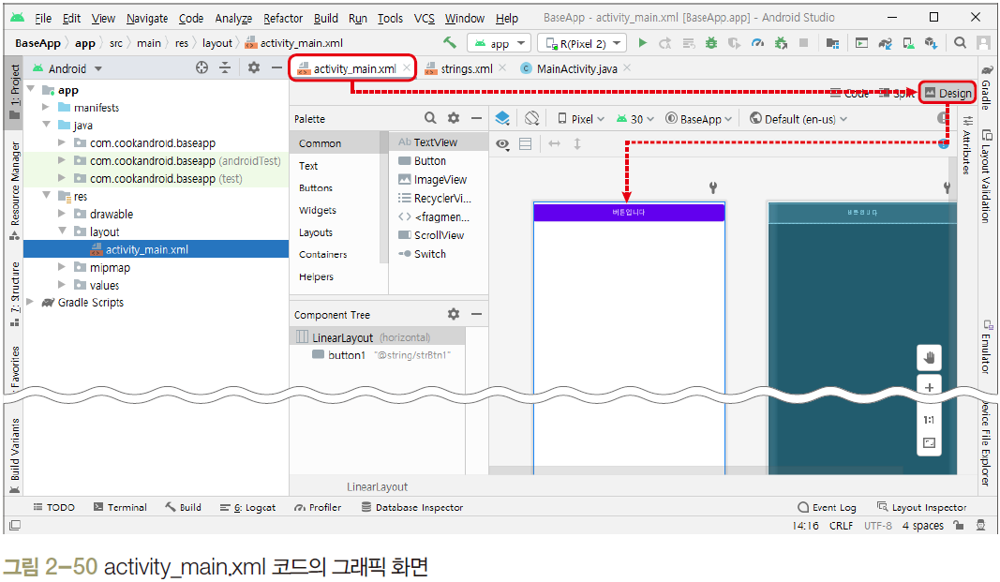 File Edit View Navigate Code Analyze Refactor Build Run Tools VCS Window Help BaseApp - activity_main.xml [BaseApp.app] - Android Studio
BaseApp app src main res layout activity_main.xml app R(Pixel 2)
1: Project
Resource Manager
7: Structure
Favorites
Build Variants
Android
app
manifests
java
com.cookandroid.baseapp
com.cookandroid.baseapp (androidTest)
com.cookandroid.baseapp (test)
res
drawable
layout
activity_main.xml
mipmap
values
Gradle Scripts
activity_main.xml strings.xml MainActivity.java
Code Split Design
Palette
Common
Text
Buttons
Widgets
Layouts
Containers
Helpers
Ab TextView
Button
ImageView
RecyclerVi...
<fragmen...
ScrollView
Switch
Component Tree
LinearLayout (horizontal)
button1 "@string/strBtn1"
Pixel 30 BaseApp Default (en-us)
버튼입니다
1:1
LinearLayout
Gradle
Attributes
Layout Validation
Emulator
Device File Explorer
TODO Terminal Build 6: Logcat Profiler Database Inspector Event Log Layout Inspector
14:16 CRLF UTF-8 4 spaces
그림 2-50 activity_main.xml 코드의 그래픽 화면